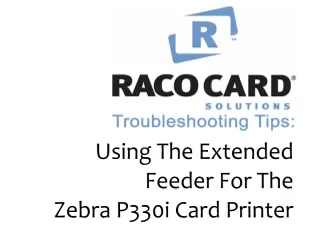 R
RACO CARD®
SOLUTIONS
Troubleshooting Tips:
Using The Extended
Feeder For The
Zebra P330i Card Printer